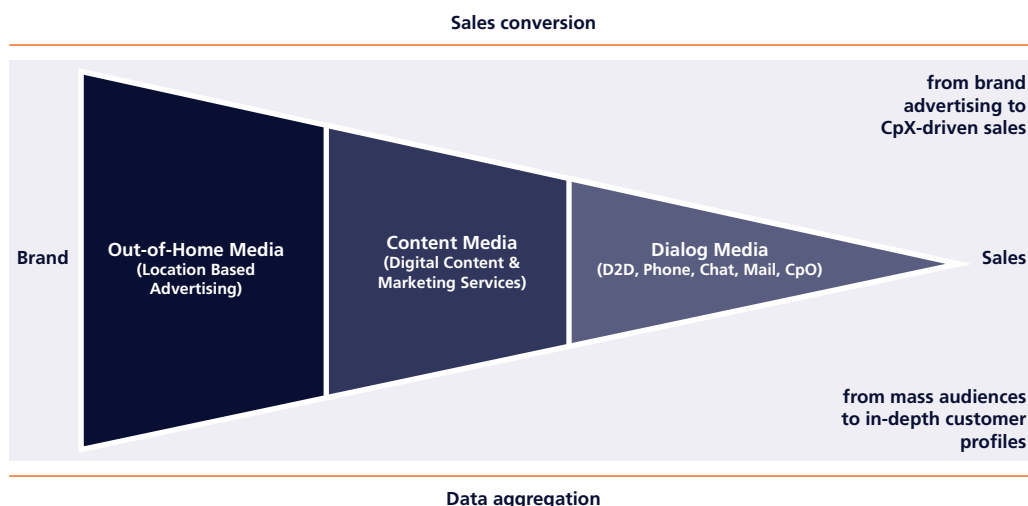 Sales conversion
from brand
advertising to
CpX-driven sales
Brand
Out-of-Home Media
(Location Based
Advertising)
Content Media
(Digital Content &
Marketing Services)
Dialog Media
(D2D, Phone, Chat, Mail, CpO)
Sales
from mass audiences
to in-depth customer
profiles
Data aggregation